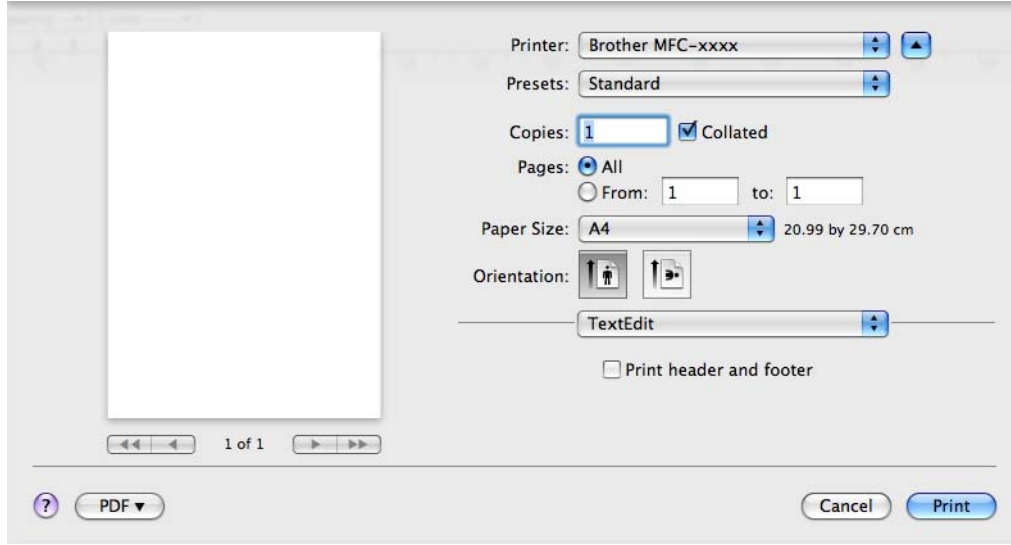 Printer: Brother MFC-xxxx
Presets: Standard
Copies: 1 Collated
Pages: All
From: 1 to: 1
Paper Size: A4 20.99 by 29.70 cm
Orientation:
TextEdit
Print header and footer
1 of 1
? PDF Cancel Print